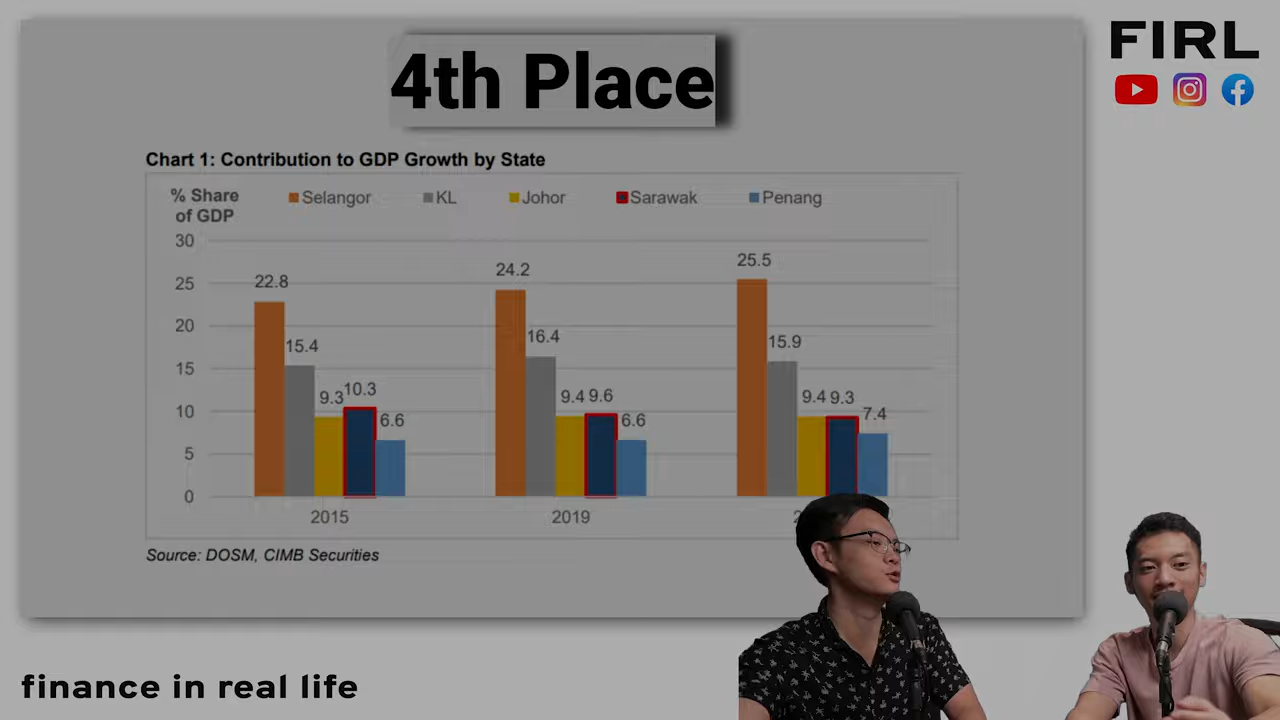 FIRL
4th Place
Chart 1: Contribution to GDP Growth by State
% Share
of GDP
Selangor KL Johor Sarawak Penang
30
25
20
15
10
5
0
22.8 15.4 9.3 10.3 6.6
24.2 16.4 9.4 9.6 6.6
25.5 15.9 9.4 9.3 7.4
2015 2019
Source: DOSM, CIMB Securities
finance in real life